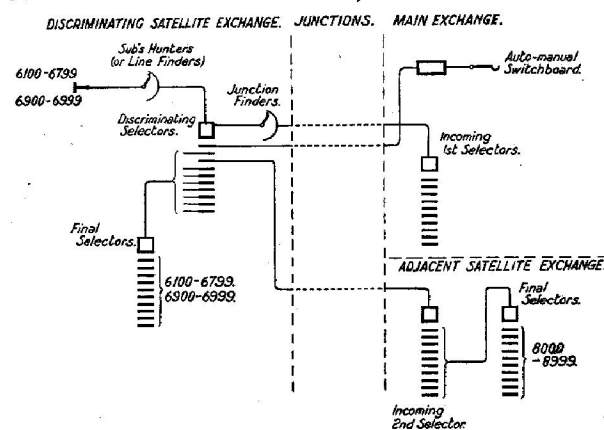 DISCRIMINATING SATELLITE EXCHANGE. JUNCTIONS. MAIN EXCHANGE.
Sub's Hunters
(or Line Finders)
6100-6799
6900-6999
Discriminating
Selectors.
Junction
Finders.
Auto-manual
Switchboard.
Incoming
1st Selectors.
Final
Selectors.
6100-6799.
6900-6999.
ADJACENT SATELLITE EXCHANGE.
Final
Selectors.
8000
-8999.
Incoming
2nd Selector.